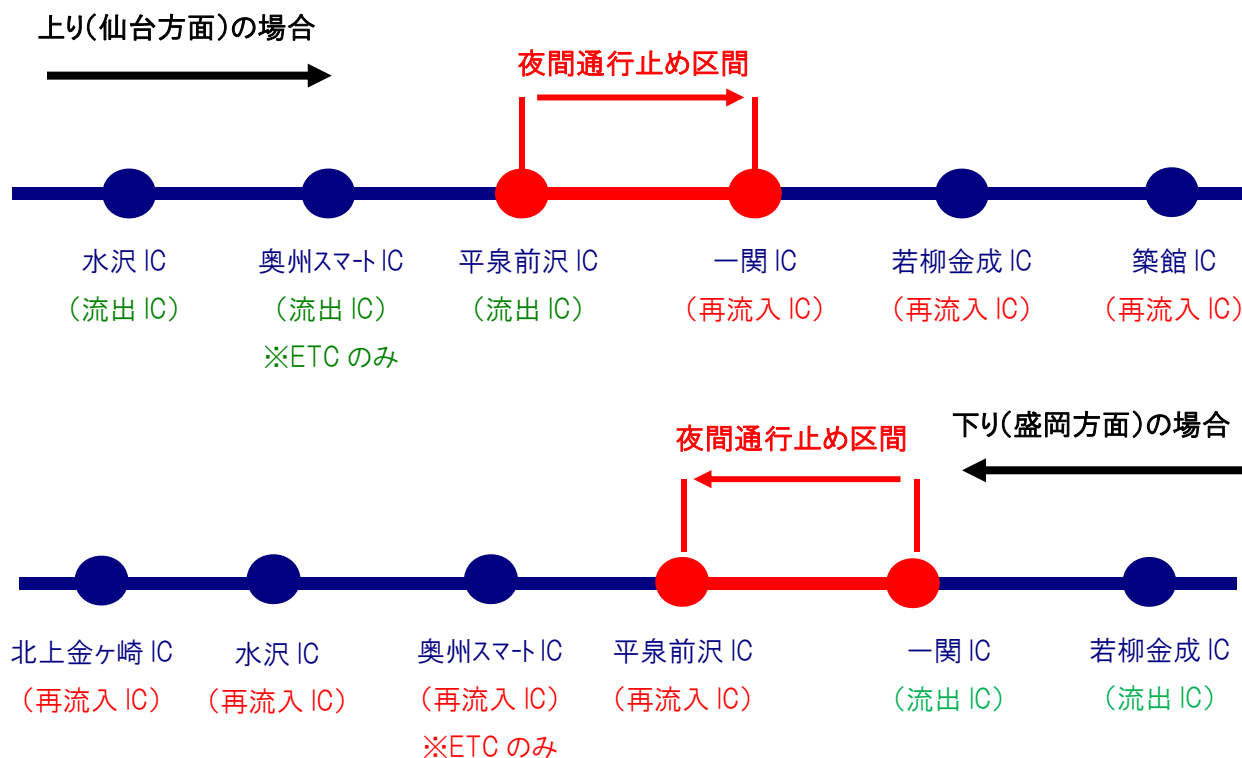 上り(仙台方面)の場合
夜間通行止め区間
水沢 IC 奥州スマート IC 平泉前沢 IC 一関 IC 若柳金成 IC 築館 IC
(流出 IC) (流出 IC) (流出 IC) (再流入 IC) (再流入 IC) (再流入 IC)
※ETC のみ
下り(盛岡方面)の場合
夜間通行止め区間
北上金ヶ崎 IC 水沢 IC 奥州スマート IC 平泉前沢 IC 一関 IC 若柳金成 IC
(再流入 IC) (再流入 IC) (再流入 IC) (再流入 IC) (流出 IC) (流出 IC)
※ETC のみ